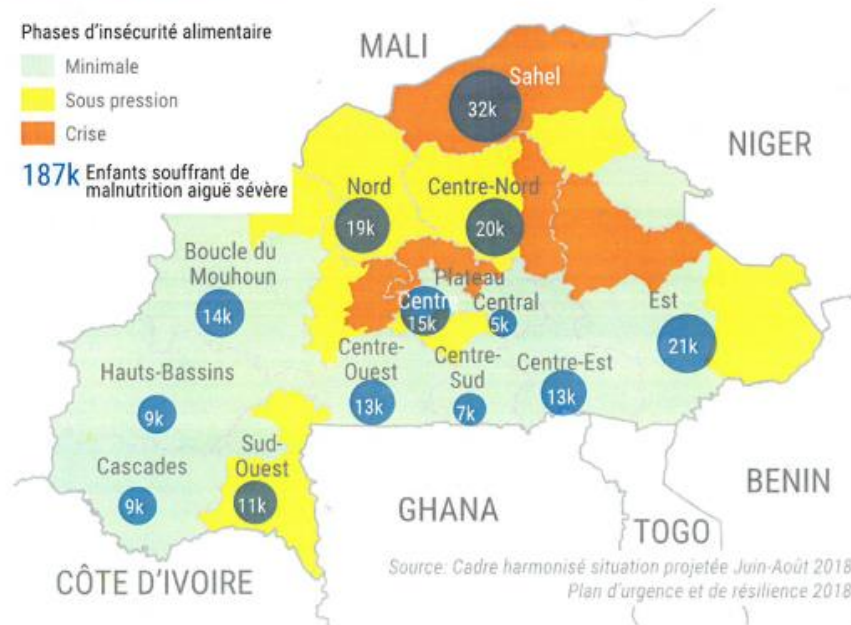 Phases d'insécurité alimentaire
Minimale
Sous pression
Crise
187k Enfants souffrant de
malnutrition aiguë sévère
MALI
Sahel
32k
NIGER
Nord
19k
Centre-Nord
20k
Boucle du
Mouhoun
14k
Plateau
Central
5k
Centre
15k
Est
21k
Hauts-Bassins
9k
Centre-
Ouest
13k
Centre-
Sud
7k
Centre-Est
13k
Cascades
9k
Sud-
Ouest
11k
BENIN
GHANA
TOGO
CÔTE D'IVOIRE
Source: Cadre harmonisé situation projetée Juin-Août 2018
Plan d'urgence et de résilience 2018